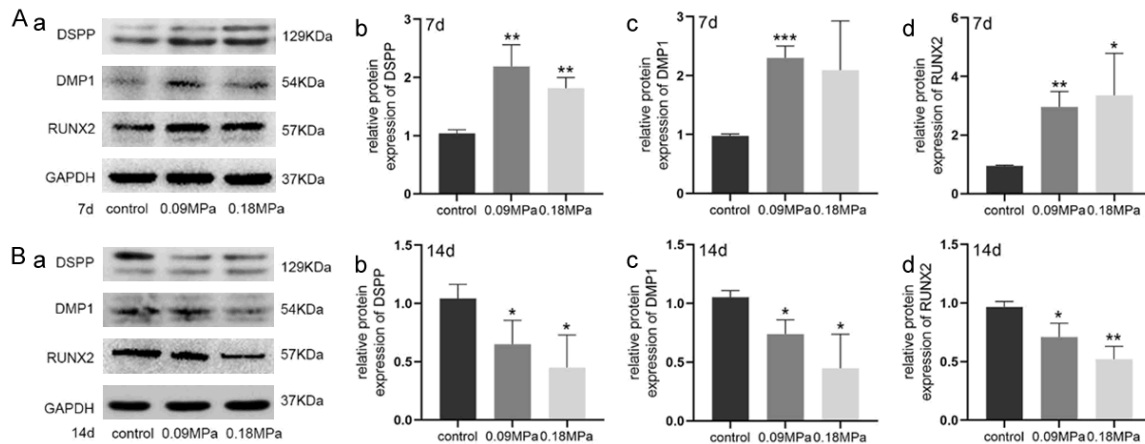 A a
DSPP 129KDa
DMP1 54KDa
RUNX2 57KDa
GAPDH 37KDa
7d control 0.09MPa 0.18MPa
b 7d
relative protein
expression of DSPP
3
2
1
0
** **
control 0.09MPa 0.18MPa
c 7d
relative protein
expression of DMP1
3
2
1
0
***
control 0.09MPa 0.18MPa
d 7d
relative protein
expression of RUNX2
6
4
2
0
** *
control 0.09MPa 0.18MPa
B a
DSPP 129KDa
DMP1 54KDa
RUNX2 57KDa
GAPDH 37KDa
14d control 0.09MPa 0.18MPa
b 14d
relative protein
expression of DSPP
1.5
1.0
0.5
0.0
* *
control 0.09MPa 0.18MPa
c 14d
relative protein
expression of DMP1
1.5
1.0
0.5
0.0
* *
control 0.09MPa 0.18MPa
d 14d
relative protein
expression of RUNX2
1.5
1.0
0.5
0.0
* **
control 0.09MPa 0.18MPa